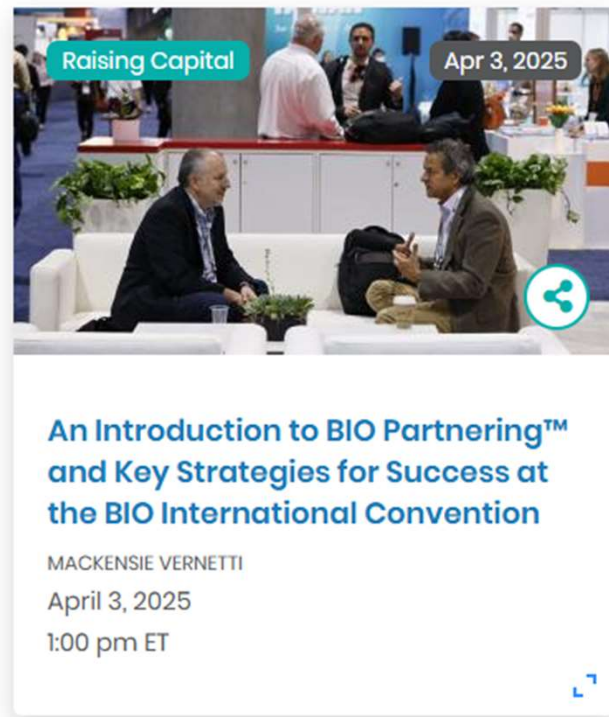 Raising Capital
Apr 3, 2025
An Introduction to BIO Partnering™
and Key Strategies for Success at
the BIO International Convention
MACKENSIE VERNETTI
April 3, 2025
1:00 pm ET